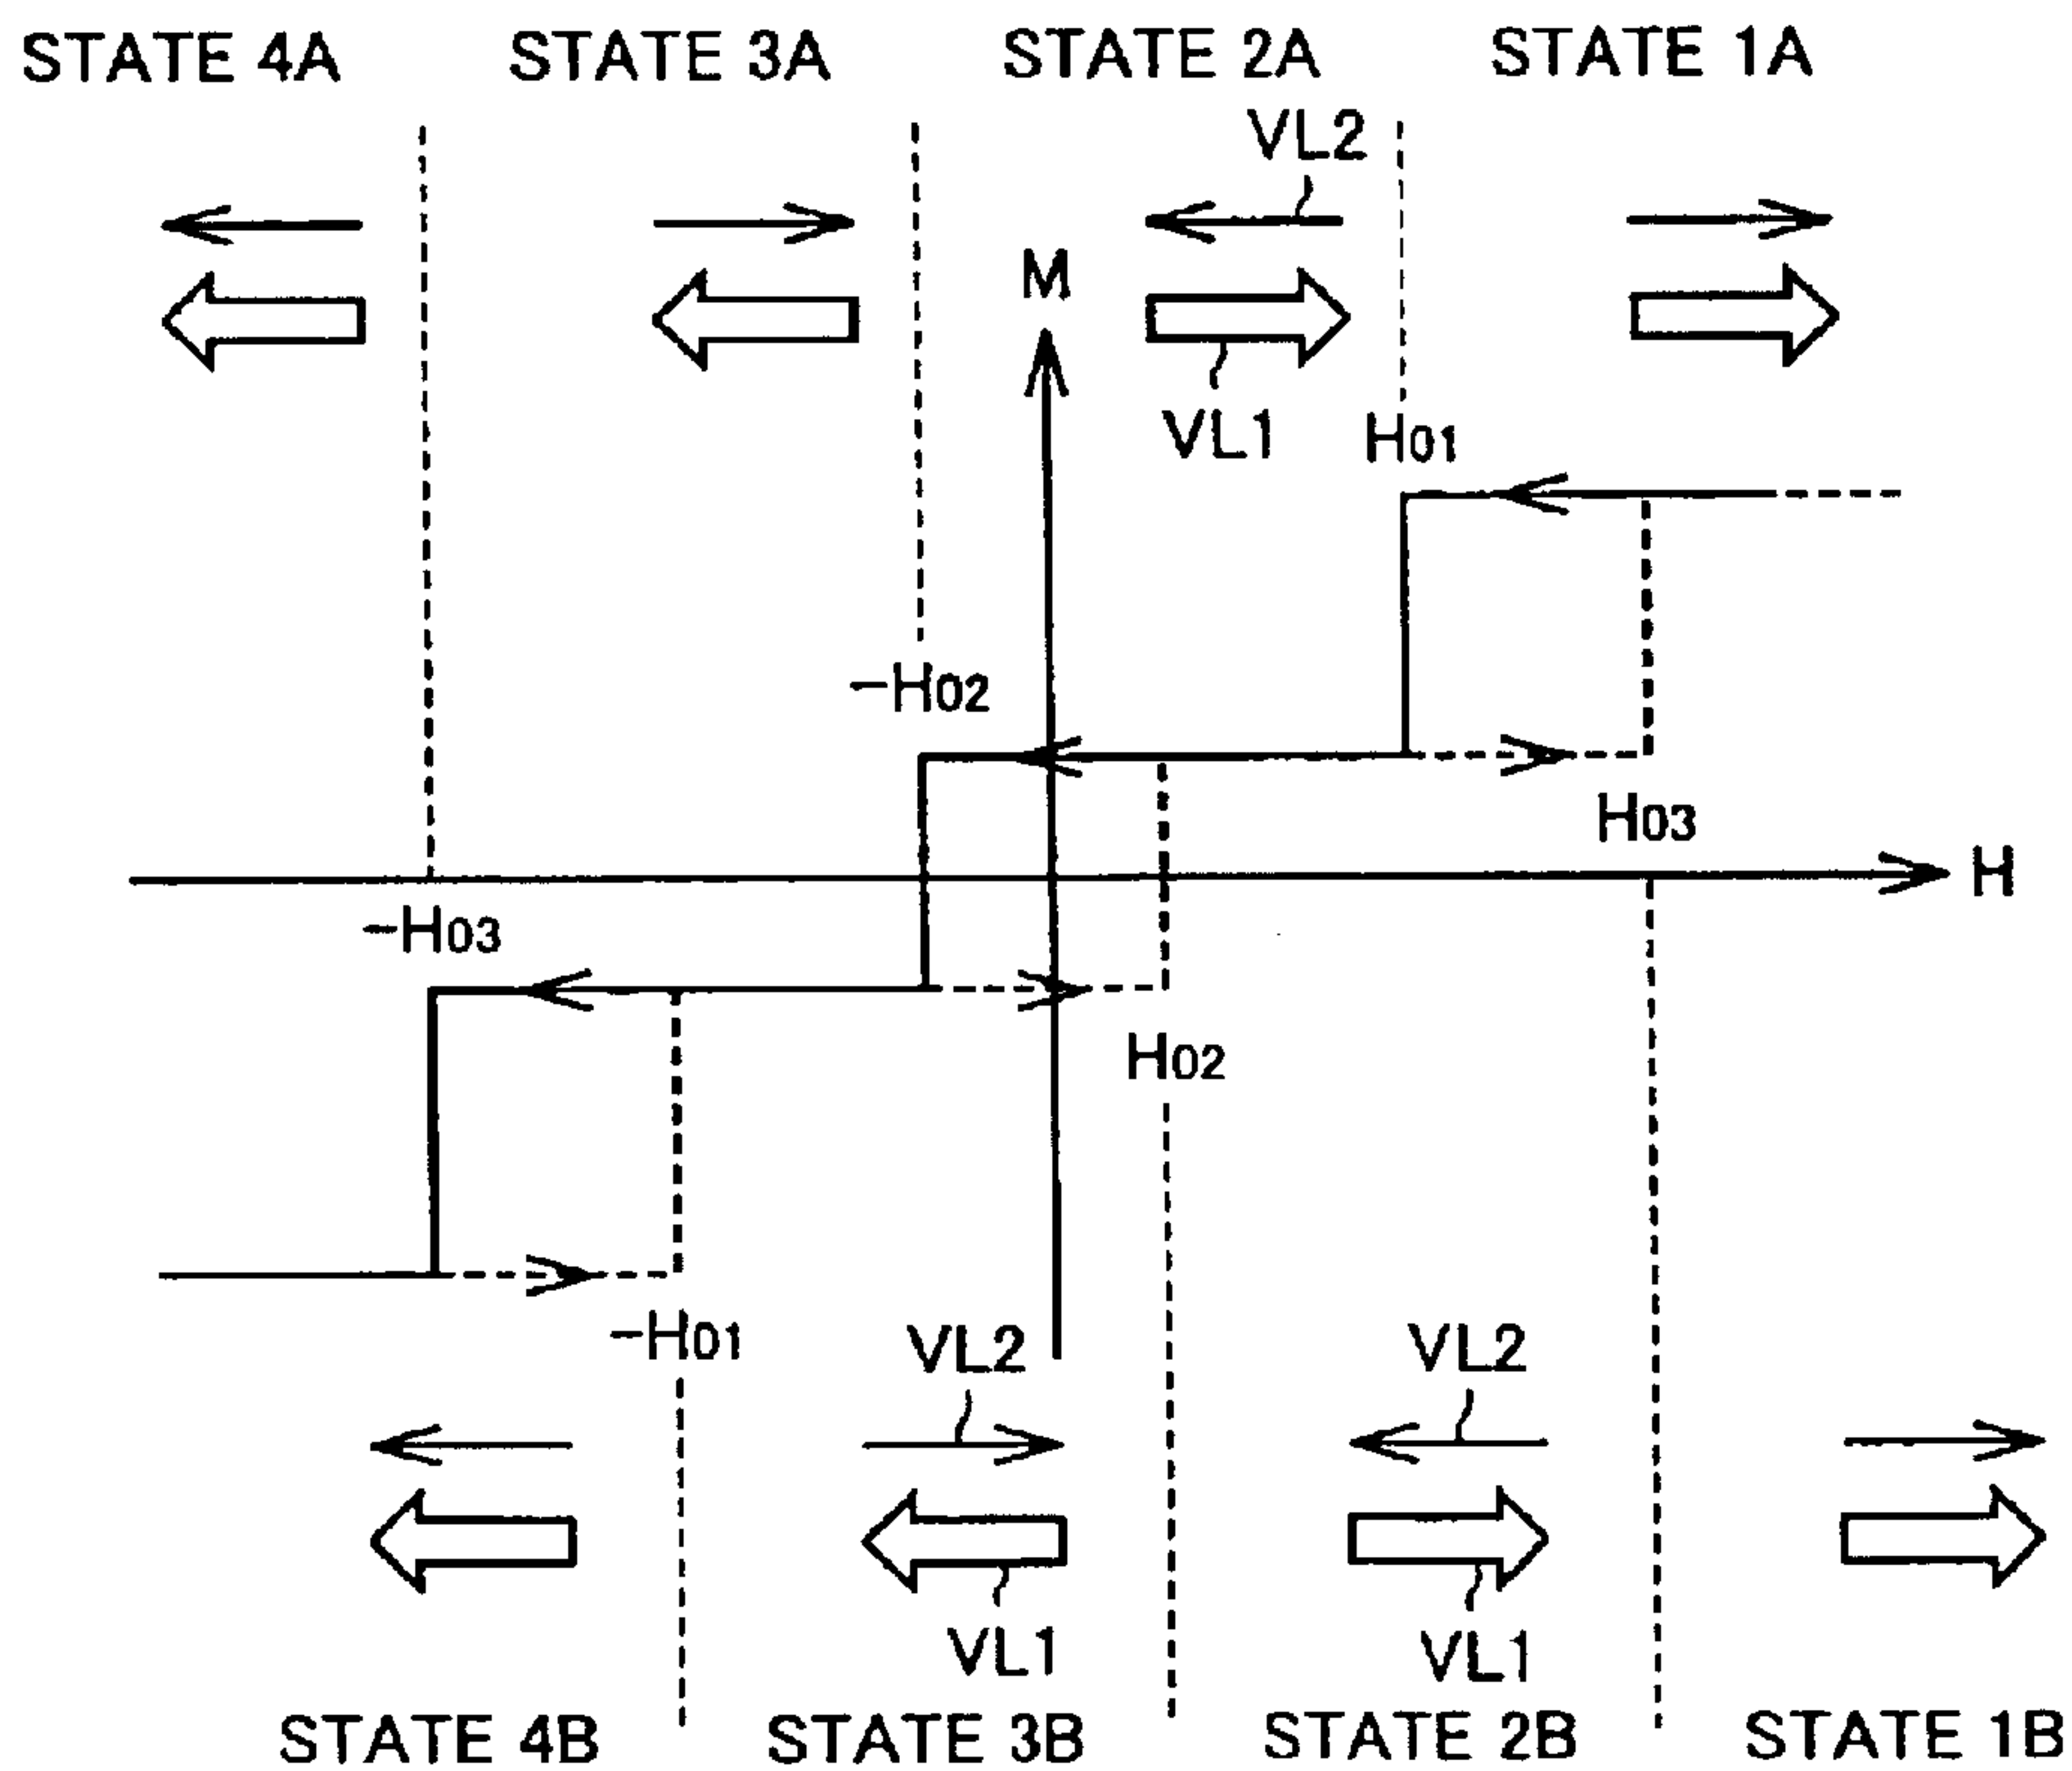 STATE 4A STATE 3A STATE 2A STATE 1A
VL2
M
VL1 H01
−H02
H03
H
−H03
H02
−H01 VL2 VL2
VL1 VL1
STATE 4B STATE 3B STATE 2B STATE 1B